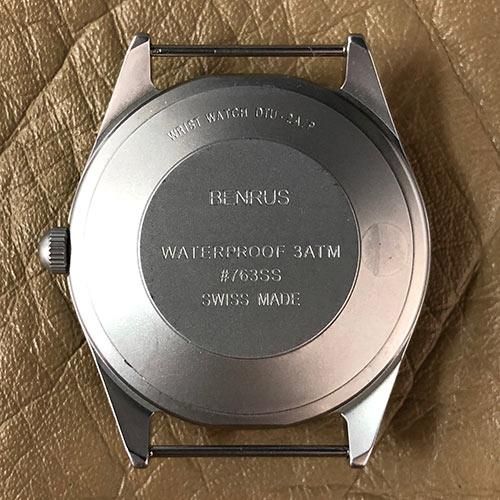 WRIST WATCH DTU-2A/P
BENRUS
WATERPROOF 3ATM
#763SS
SWISS MADE